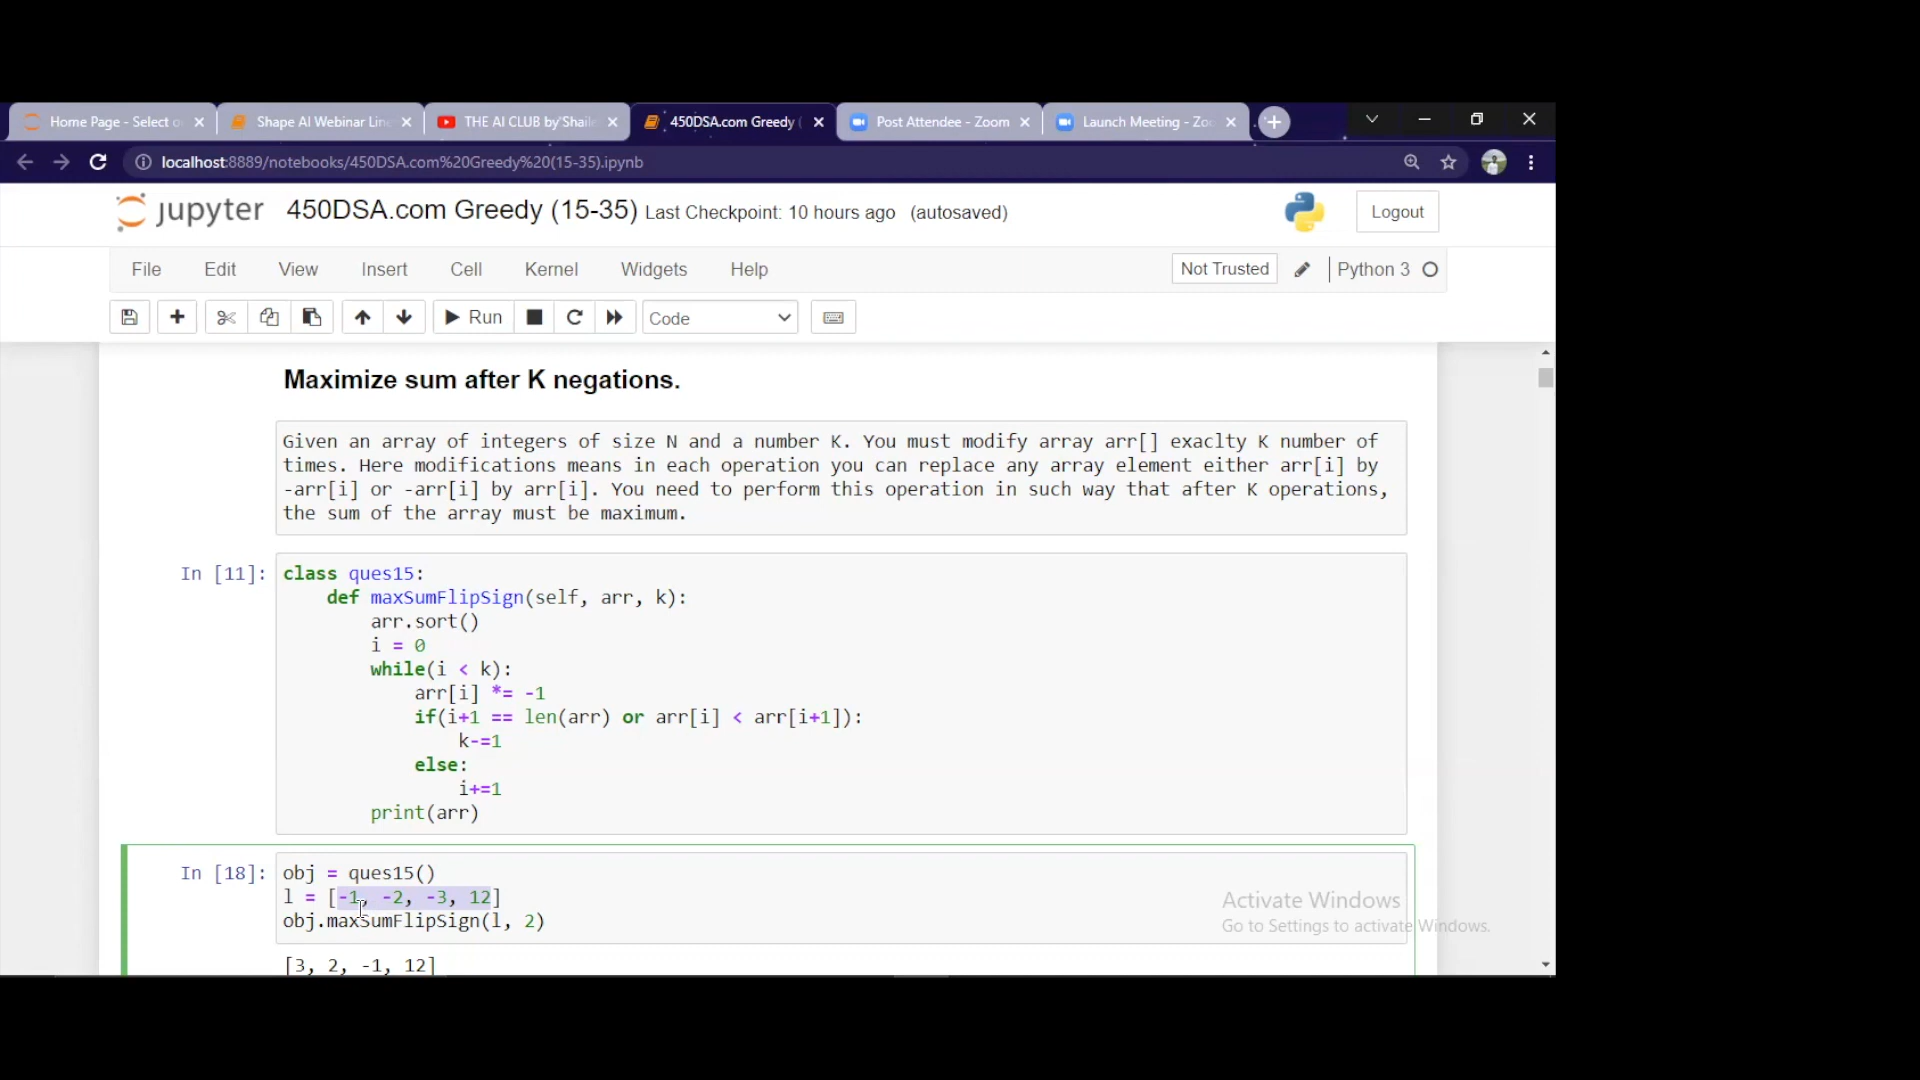 Home Page - Select o
Shape AI Webinar Line
THE AI CLUB by Shail
450DSA.com Greedy (
Post Attendee - Zoom
Launch Meeting - Zo
localhost:8889/notebooks/450DSA.com%20Greedy%20(15-35).ipynb
jupyter 450DSA.com Greedy (15-35) Last Checkpoint: 10 hours ago (autosaved)
Logout
File Edit View Insert Cell Kernel Widgets Help
Not Trusted
Python 3
Run
Code
Maximize sum after K negations.
Given an array of integers of size N and a number K. You must modify array arr[] exaclty K number of
times. Here modifications means in each operation you can replace any array element either arr[i] by
-arr[i] or -arr[i] by arr[i]. You need to perform this operation in such way that after K operations,
the sum of the array must be maximum.
In [11]:
class ques15:
def maxSumFlipSign(self, arr, k):
arr.sort()
i = 0
while(i < k):
arr[i] *= -1
if(i+1 == len(arr) or arr[i] < arr[i+1]):
k-=1
else:
i+=1
print(arr)
In [18]:
obj = ques15()
l = [-1, -2, -3, 12]
obj.maxSumFlipSign(l, 2)
[3, 2, -1, 12]
Activate Windows
Go to Settings to activate Windows.